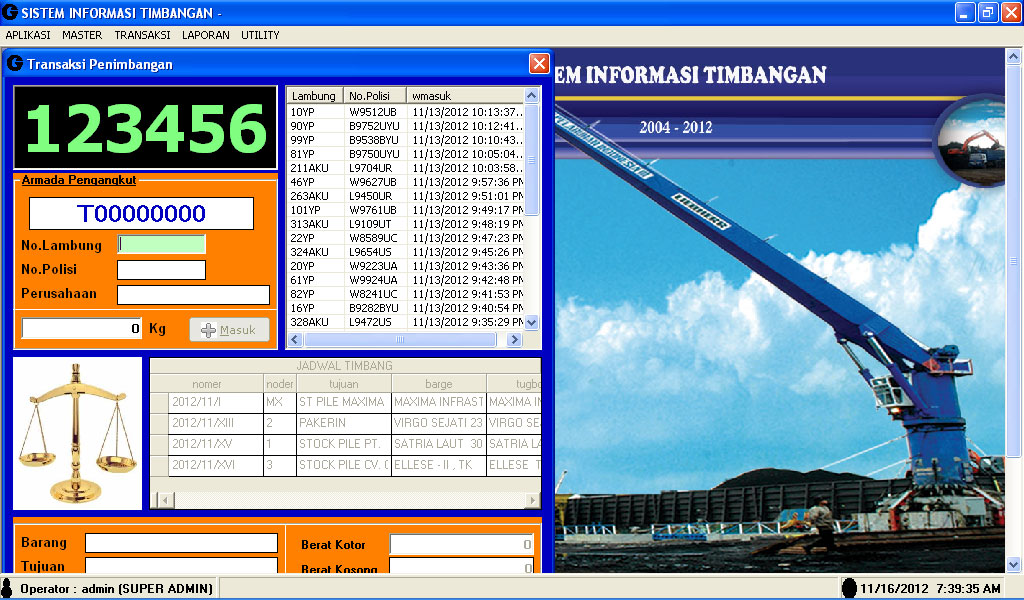 SISTEM INFORMASI TIMBANGAN -
APLIKASI MASTER TRANSAKSI LAPORAN UTILITY
Transaksi Penimbangan
EM INFORMASI TIMBANGAN
2004 - 2012
123456
Armada Pengangkut
T00000000
No.Lambung
No.Polisi
Perusahaan
0 Kg Masuk
Lambung No.Polisi wmasuk
10YP W9512UB 11/13/2012 10:13:37..
90YP B9752UYU 11/13/2012 10:12:41..
99YP B9538BYU 11/13/2012 10:10:43..
81YP B9750UYU 11/13/2012 10:05:04..
211AKU L9704UR 11/13/2012 10:03:58..
46YP W9627UB 11/13/2012 9:57:36 PM
263AKU L9450UR 11/13/2012 9:51:01 PM
101YP W9761UB 11/13/2012 9:49:17 PM
313AKU L9109UT 11/13/2012 9:48:19 PM
22YP W8589UC 11/13/2012 9:47:23 PM
324AKU L9654US 11/13/2012 9:45:26 PM
20YP W9223UA 11/13/2012 9:43:36 PM
61YP W9924UA 11/13/2012 9:42:48 PM
82YP W8241UC 11/13/2012 9:41:53 PM
16YP B9282BYU 11/13/2012 9:40:54 PM
328AKU L9472US 11/13/2012 9:35:29 PM
JADWAL TIMBANG
nomer noder tujuan barge tugbo
2012/11/I MX ST PILE MAXIMA MAXIMA INFRAST MAXIMA IN
2012/11/XIII 2 PAKERIN VIRGO SEJATI 23 VIRGO SE
2012/11/XV 1 STOCK PILE PT. SATRIA LAUT 30 SATRIA LA
2012/11/XVI 3 STOCK PILE CV. ELLESE - II , TK ELLESE T
Barang
Tujuan
Berat Kotor 0
Berat Kosong 0
Operator : admin (SUPER ADMIN)
11/16/2012 7:39:35 AM